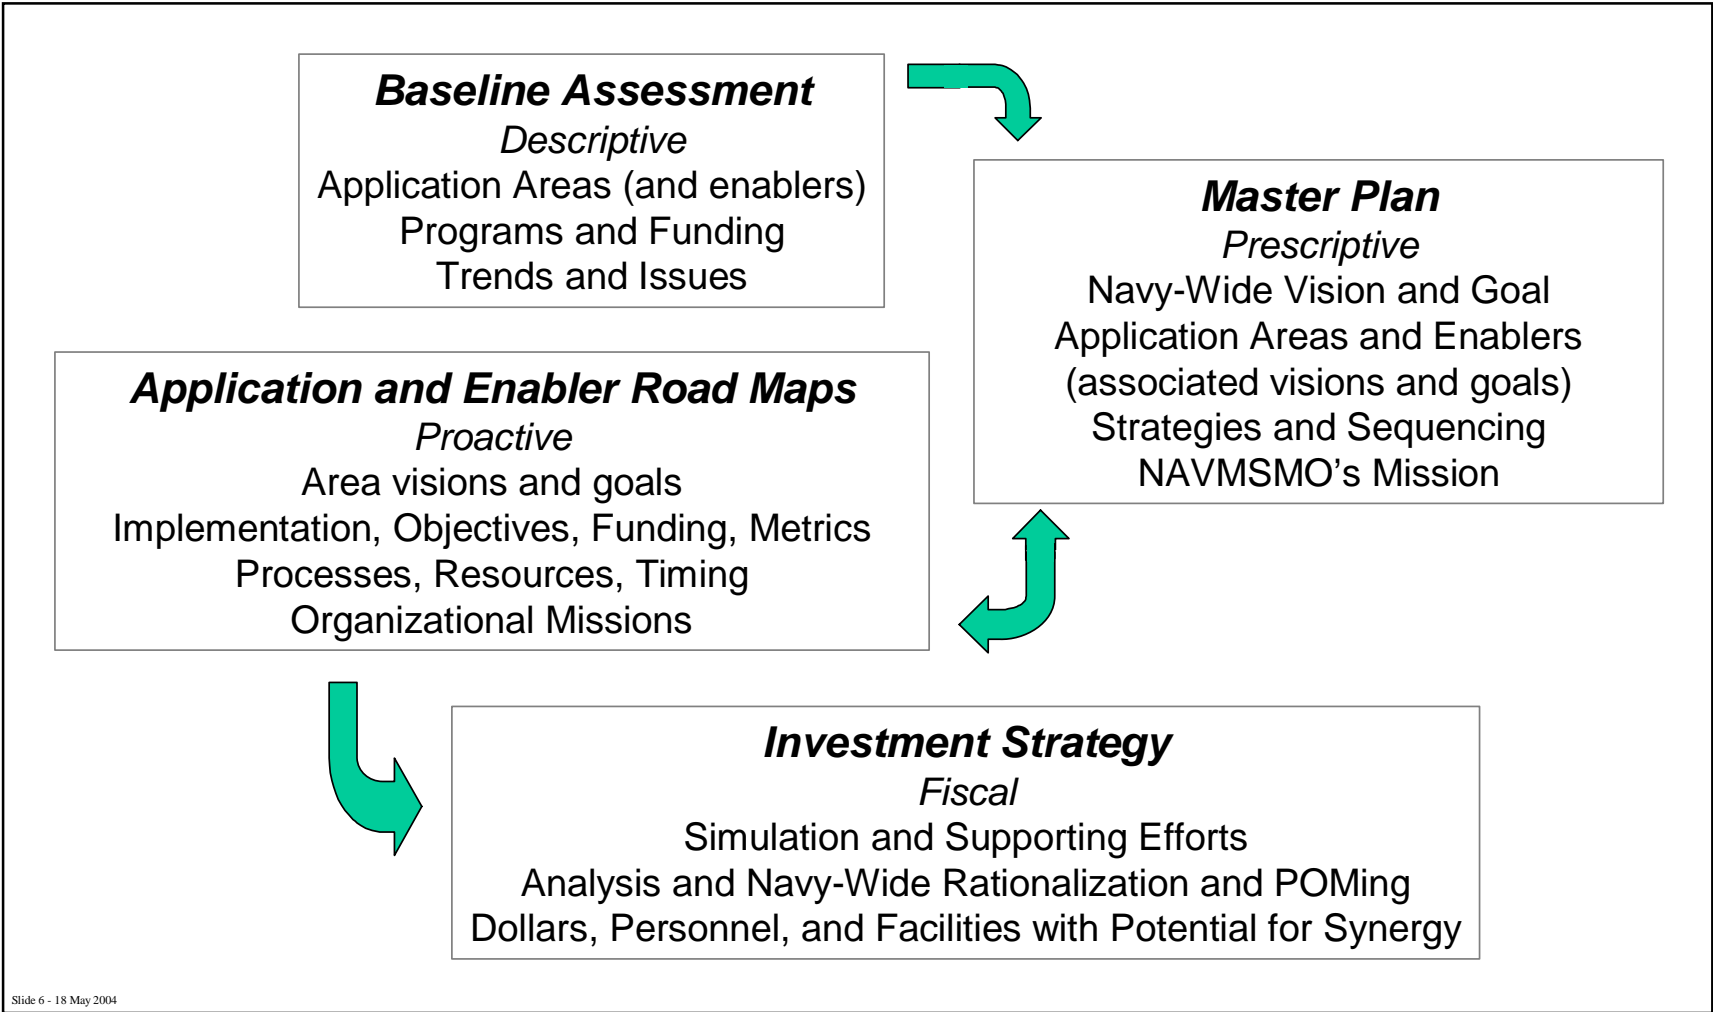 Baseline Assessment
Descriptive
Application Areas (and enablers)
Programs and Funding
Trends and Issues
Master Plan
Prescriptive
Navy-Wide Vision and Goal
Application Areas and Enablers
(associated visions and goals)
Strategies and Sequencing
NAVMSMO’s Mission
Application and Enabler Road Maps
Proactive
Area visions and goals
Implementation, Objectives, Funding, Metrics
Processes, Resources, Timing
Organizational Missions
Investment Strategy
Fiscal
Simulation and Supporting Efforts
Analysis and Navy-Wide Rationalization and POMing
Dollars, Personnel, and Facilities with Potential for Synergy
Slide 6 - 18 May 2004